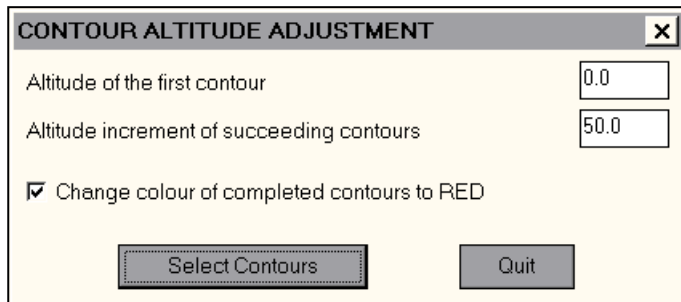 CONTOUR ALTITUDE ADJUSTMENT
Altitude of the first contour 0.0
Altitude increment of succeeding contours 50.0
Change colour of completed contours to RED
Select Contours Quit